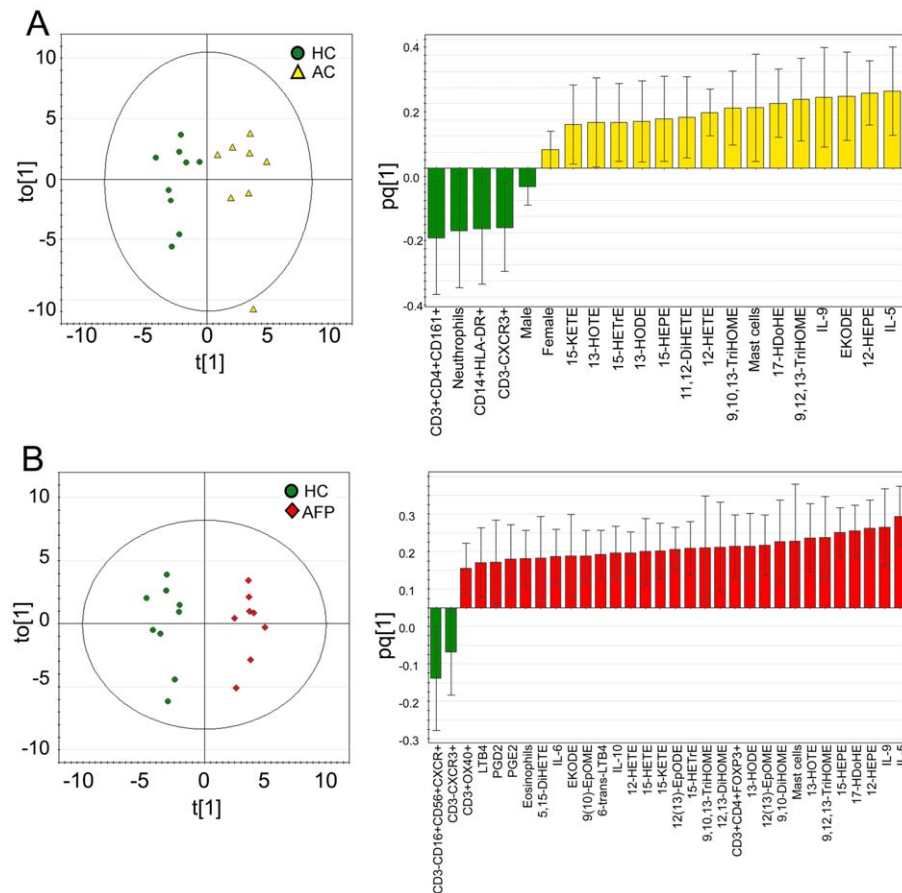 A
HC
AC
10
5
0
-5
-10
to[1]
-10
-5
0
5
10
t[1]
0.4
0.2
0.0
-0.2
-0.4
pq[1]
CD3+CD4+CD161+
Neuthrophils
CD14+HLA-DR+
CD3-CXCR3+
Male
Female
15-KETE
13-HOTE
15-HETrE
13-HODE
15-HEPE
11,12-DiHETE
12-HETE
9,10,13-TriHOME
Mast cells
17-HDoHE
9,12,13-TriHOME
IL-9
EKODE
12-HEPE
IL-5
B
HC
AFP
10
5
0
-5
-10
to[1]
-10
-5
0
5
10
t[1]
0.3
0.2
0.0
-0.1
-0.2
-0.3
pq[1]
CD3-CD16+CD56+CXCR+
CD3-CXCR3+
CD3+OX40+
LTB4
PGD2
PGE2
Eosinophils
5,15-DiHETE
IL-6
EKODE
9(10)-EpOME
6-trans-LTB4
IL-10
12-HETE
15-HETE
15-KETE
12(13)-EpODE
15-HETrE
9,10,13-TriHOME
12,13-DiHOME
CD3+CD4+FOXP3+
13-HODE
12(13)-EpOME
9,10-DiHOME
Mast cells
13-HOTE
9,12,13-TriHOME
15-HEPE
17-HDoHE
12-HEPE
IL-9
IL-5